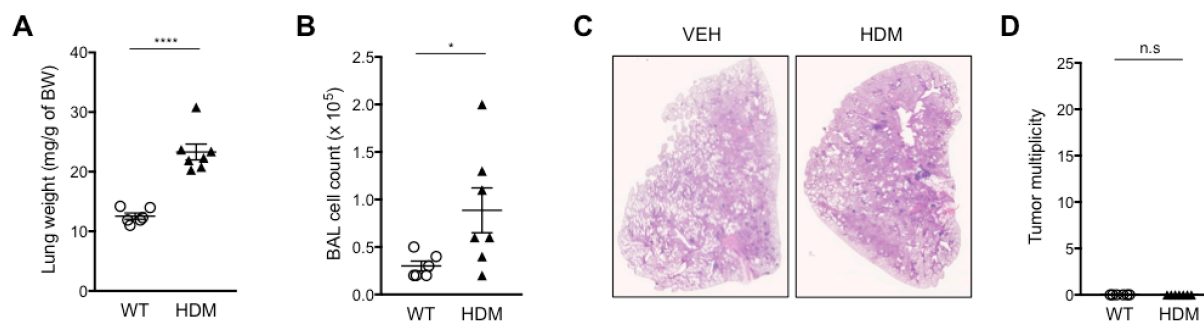 A
****
Lung weight (mg/g of BW)
40
30
20
10
0
WT HDM
B
*
BAL cell count (x 10⁵)
2.5
2.0
1.5
1.0
0.5
0.0
WT HDM
C
VEH HDM
D
n.s
Tumor multiplicity
25
20
15
10
5
0
WT HDM